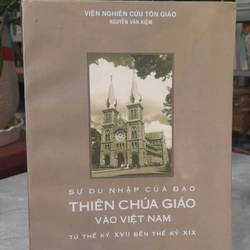 VIỆN NGHIÊN CỨU TÔN GIÁO
NGUYỄN VĂN KIỆM
SỰ DU NHẬP CỦA ĐẠO
THIÊN CHÚA GIÁO
VÀO VIỆT NAM
TỪ THẾ KỶ XVII ĐẾN THẾ KỶ XIX